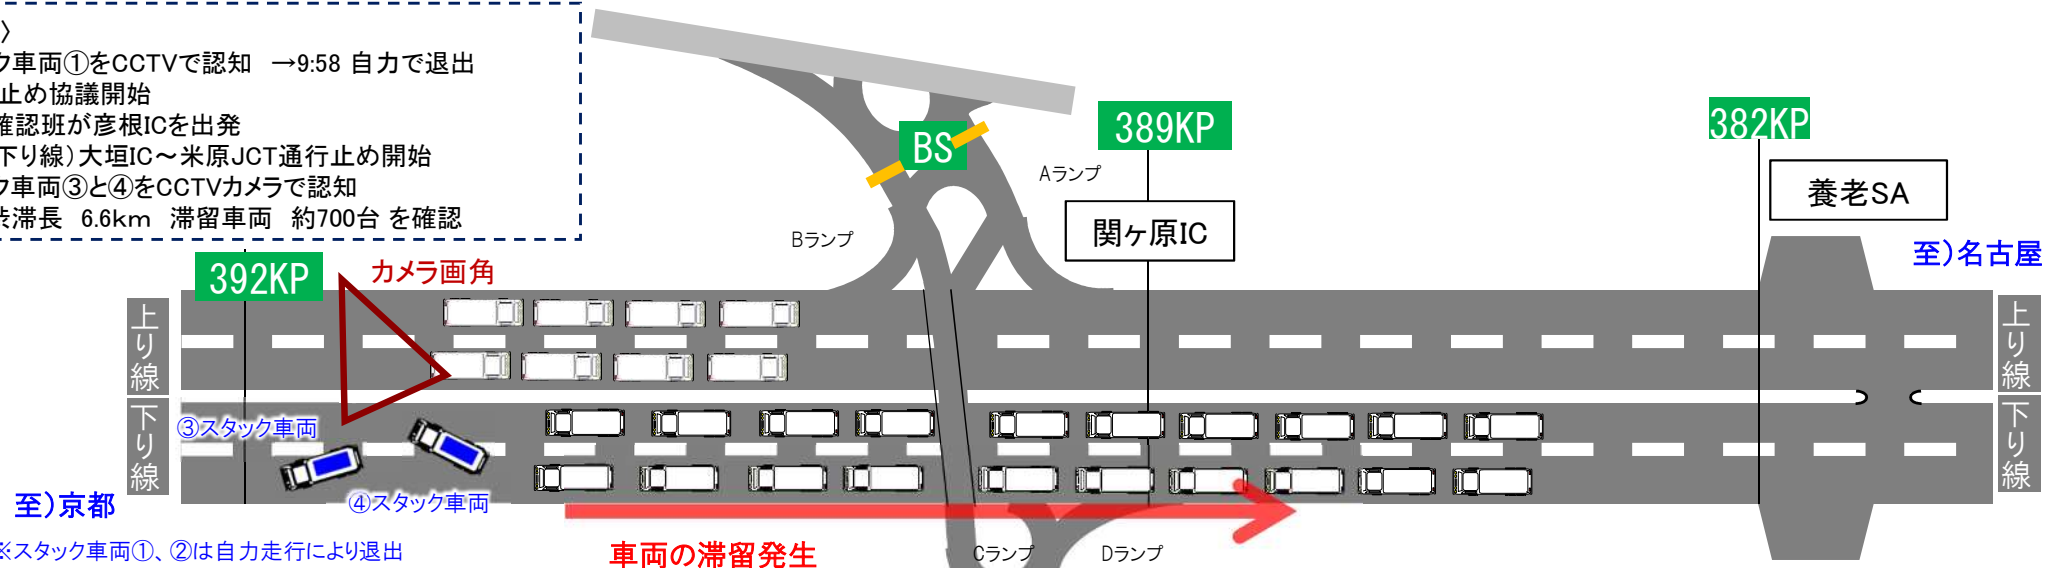 〉
ク車両①をCCTVで認知　→9:58 自力で退出
止め協議開始
確認班が彦根ICを出発
下り線）大垣IC～米原JCT通行止め開始
ク車両③と④をCCTVカメラで認知
渋滞長　6.6km　滞留車両　約700台 を確認
BS
389KP
382KP
Aランプ
養老SA
関ヶ原IC
Bランプ
至）名古屋
392KP
カメラ画角
上り線
上り線
下り線
下り線
③スタック車両
④スタック車両
至）京都
※スタック車両①、②は自力走行により退出
車両の滞留発生
Cランプ
Dランプ